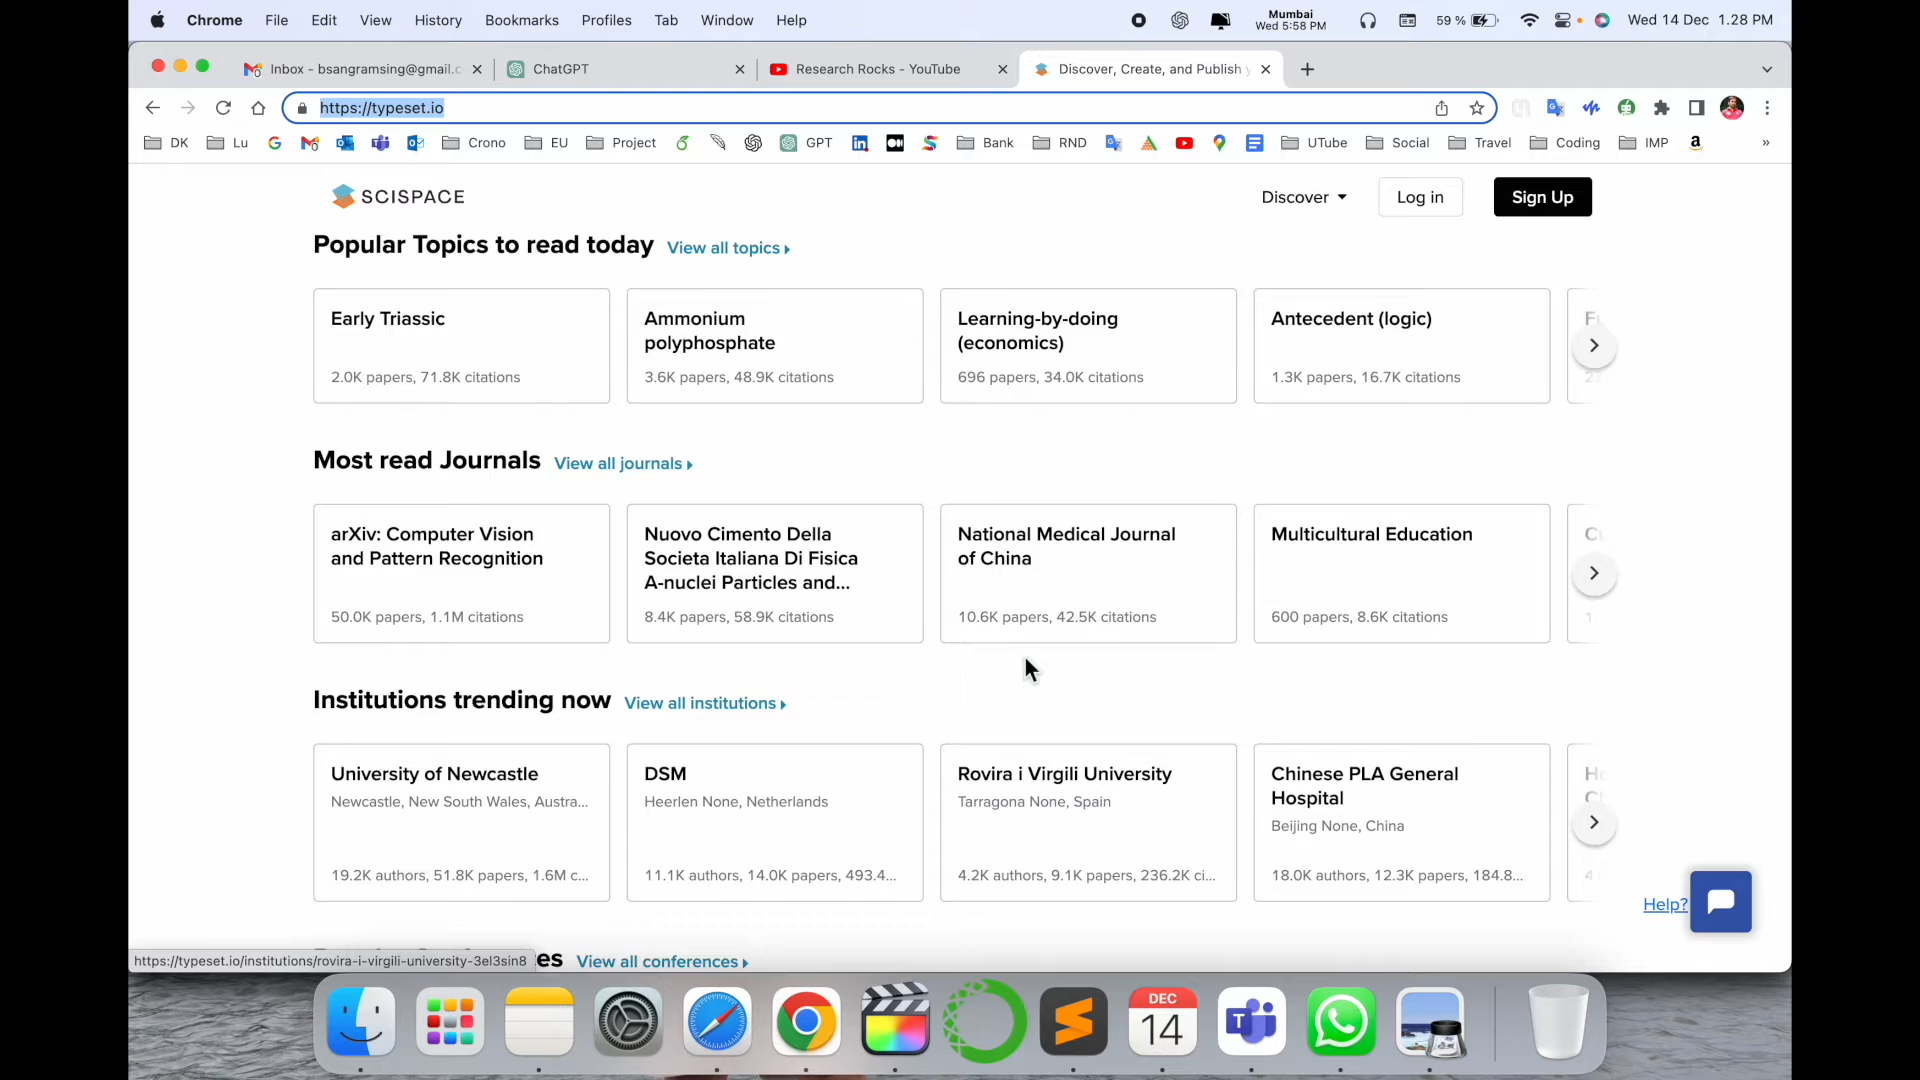 Chrome File Edit View History Bookmarks Profiles Tab Window Help Mumbai 59 % Wed 14 Dec 1.28 PM
Wed 5:58 PM
Inbox - bsangramsing@gmail.c ChatGPT Research Rocks - YouTube Discover, Create, and Publish
https://typeset.io
DK Lu Crono EU Project GPT Bank RND UTube Social Travel Coding IMP »
SCISPACE Discover Log in Sign Up
Popular Topics to read today View all topics
Early Triassic
2.0K papers, 71.8K citations
Ammonium
polyphosphate
3.6K papers, 48.9K citations
Learning-by-doing
(economics)
696 papers, 34.0K citations
Antecedent (logic)
1.3K papers, 16.7K citations
Most read Journals View all journals
arXiv: Computer Vision
and Pattern Recognition
50.0K papers, 1.1M citations
Nuovo Cimento Della
Societa Italiana Di Fisica
A-nuclei Particles and...
8.4K papers, 58.9K citations
National Medical Journal
of China
10.6K papers, 42.5K citations
Multicultural Education
600 papers, 8.6K citations
Institutions trending now View all institutions
University of Newcastle
Newcastle, New South Wales, Austra...
19.2K authors, 51.8K papers, 1.6M c...
DSM
Heerlen None, Netherlands
11.1K authors, 14.0K papers, 493.4...
Rovira i Virgili University
Tarragona None, Spain
4.2K authors, 9.1K papers, 236.2K ci...
Chinese PLA General
Hospital
Beijing None, China
18.0K authors, 12.3K papers, 184.8...
Help?
https://typeset.io/institutions/rovira-i-virgili-university-3el3sin8 es View all conferences
DEC
14